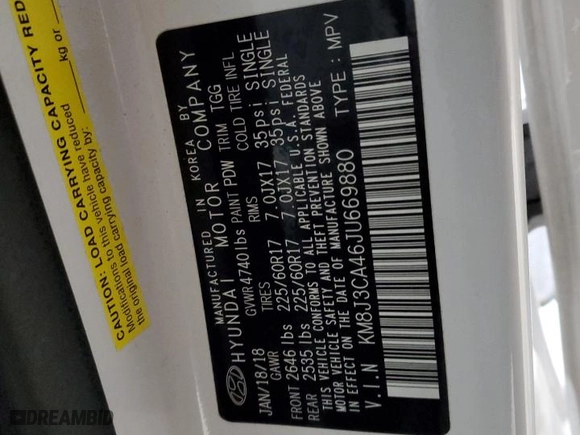 CAUTION: LOAD CARRYING CAPACITY RED
Modifications to this vehicle have reduced
the original load carrying capacity by:
kg or
MANUFACTURED IN KOREA BY
HYUNDAI MOTOR COMPANY
JAN/18/18 GVWR 4740lbs PAINT PDW TRIM TGG
GAWR TIRES RIMS COLD TIRE INFL
FRONT 2646 lbs 225/60R17 7.0JX17 35psi SINGLE
REAR 2535 lbs 225/60R17 7.0JX17 35psi SINGLE
THIS VEHICLE CONFORMS TO ALL APPLICABLE U.S.A. FEDERAL
MOTOR VEHICLE SAFETY AND THEFT PREVENTION STANDARDS
IN EFFECT ON THE DATE OF MANUFACTURE SHOWN ABOVE
V.I.N KM8J3CA46JU669880 TYPE : MPV
DREAMBID